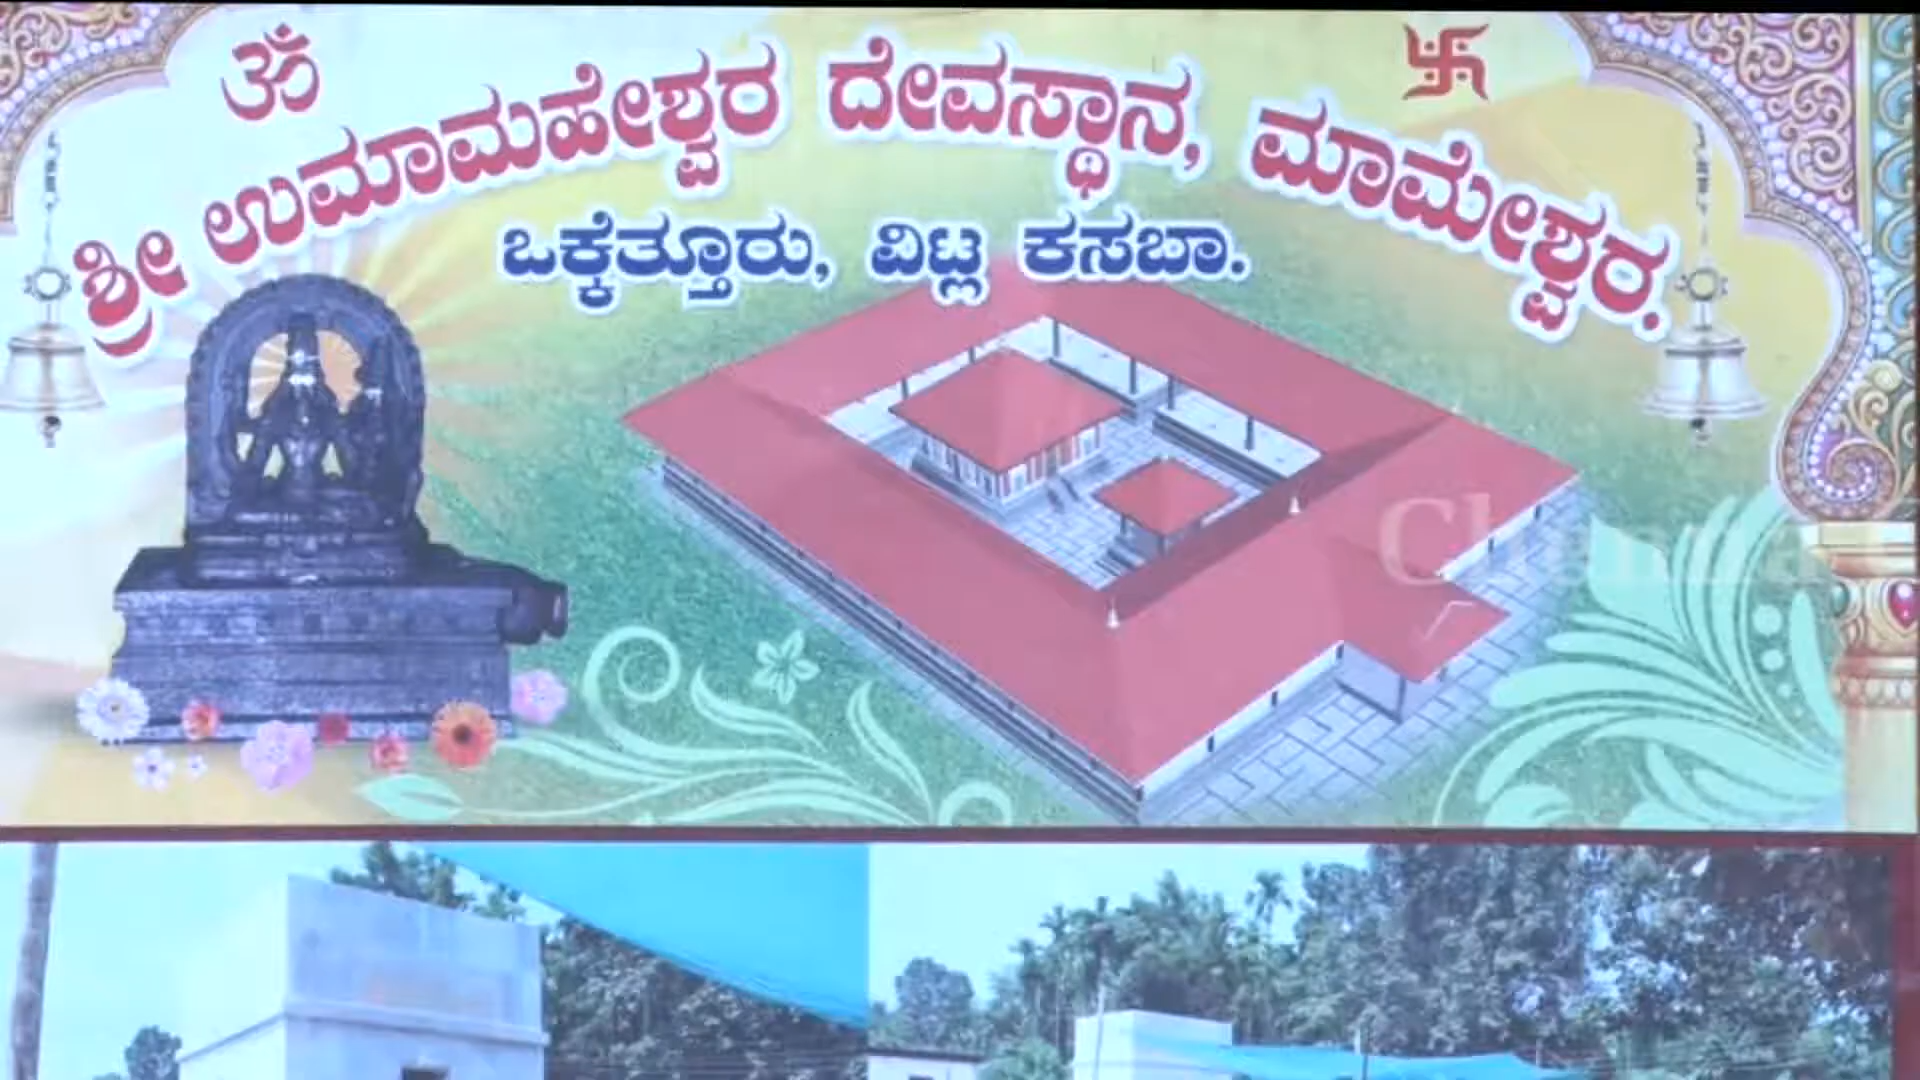 ॐ
ಶ್ರೀ ಉಮಾಮಹೇಶ್ವರ ದೇವಸ್ಥಾನ, ಮಾಮೇಶ್ವರ.
ಒಕ್ಕೆತ್ತೂರು, ವಿಟ್ಲ ಕಸಬಾ.